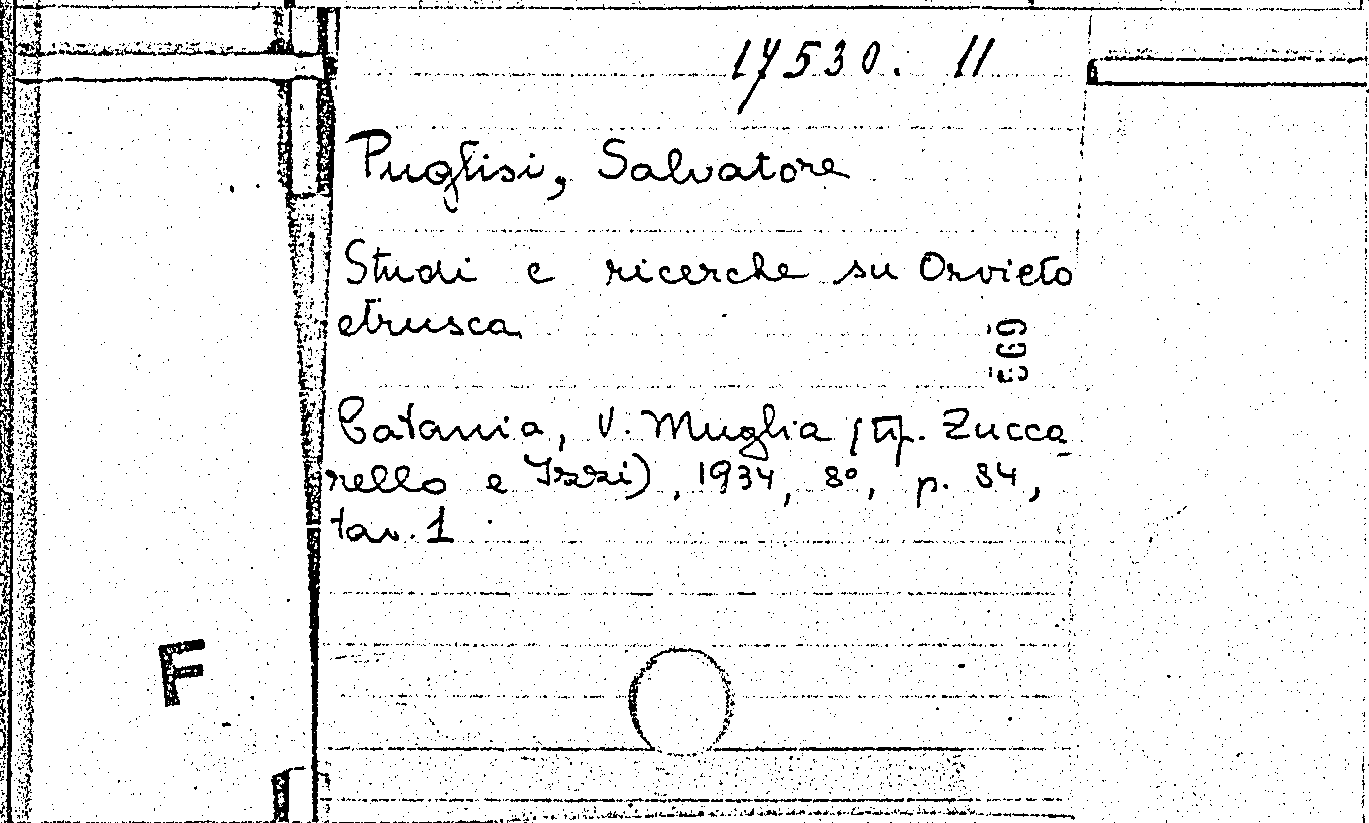 17530. 11
Puglisi, Salvatore
Studi e ricerche su Orvieto
etrusca
Catania, V. Muglia (tip. Zucca
rello e Izzi), 1934, 8°, p. 84,
tav. 1
F